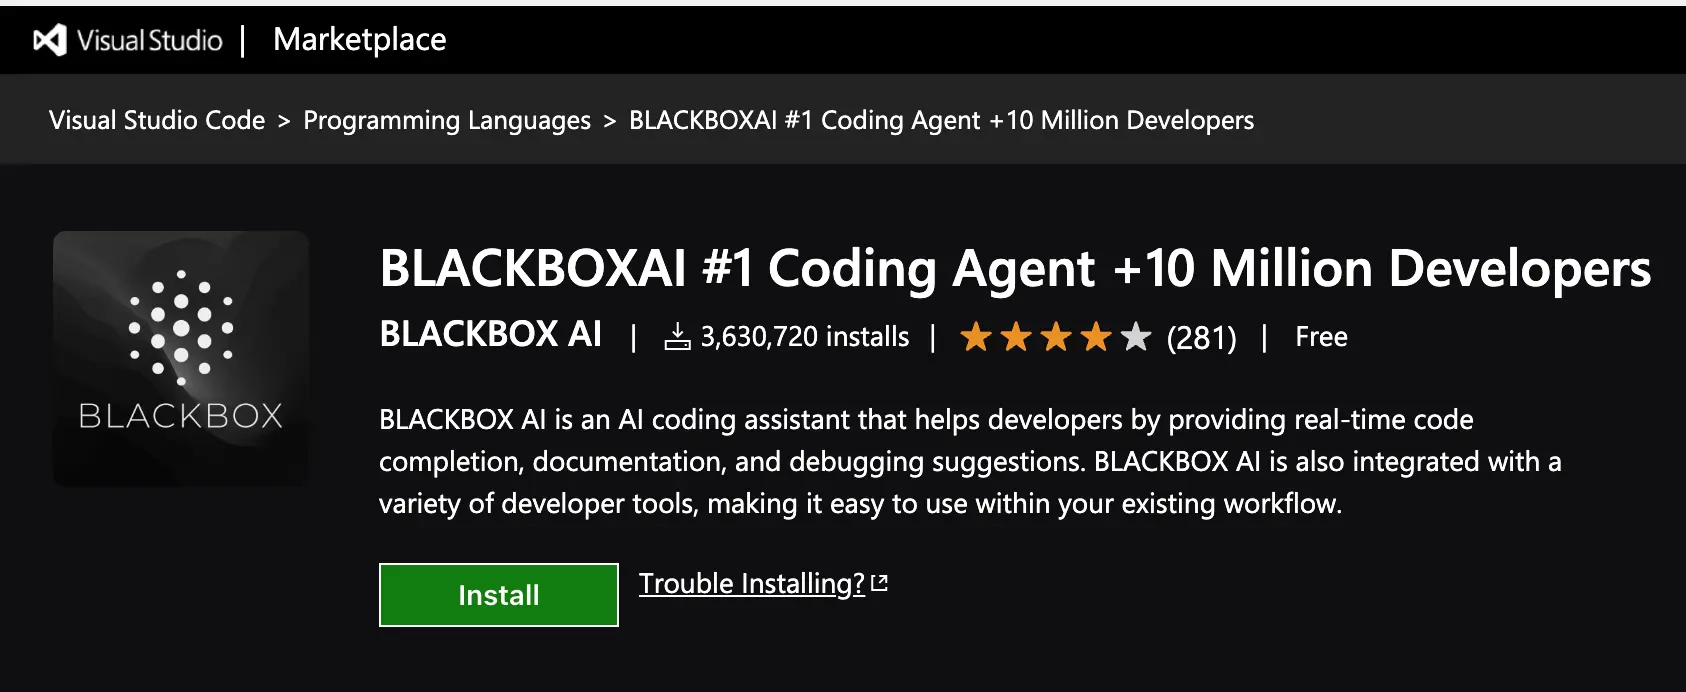 Visual Studio | Marketplace
Visual Studio Code > Programming Languages > BLACKBOXAI #1 Coding Agent +10 Million Developers
BLACKBOX
BLACKBOXAI #1 Coding Agent +10 Million Developers
BLACKBOX AI | 3,630,720 installs | (281) | Free
BLACKBOX AI is an AI coding assistant that helps developers by providing real-time code
completion, documentation, and debugging suggestions. BLACKBOX AI is also integrated with a
variety of developer tools, making it easy to use within your existing workflow.
Install
Trouble Installing?